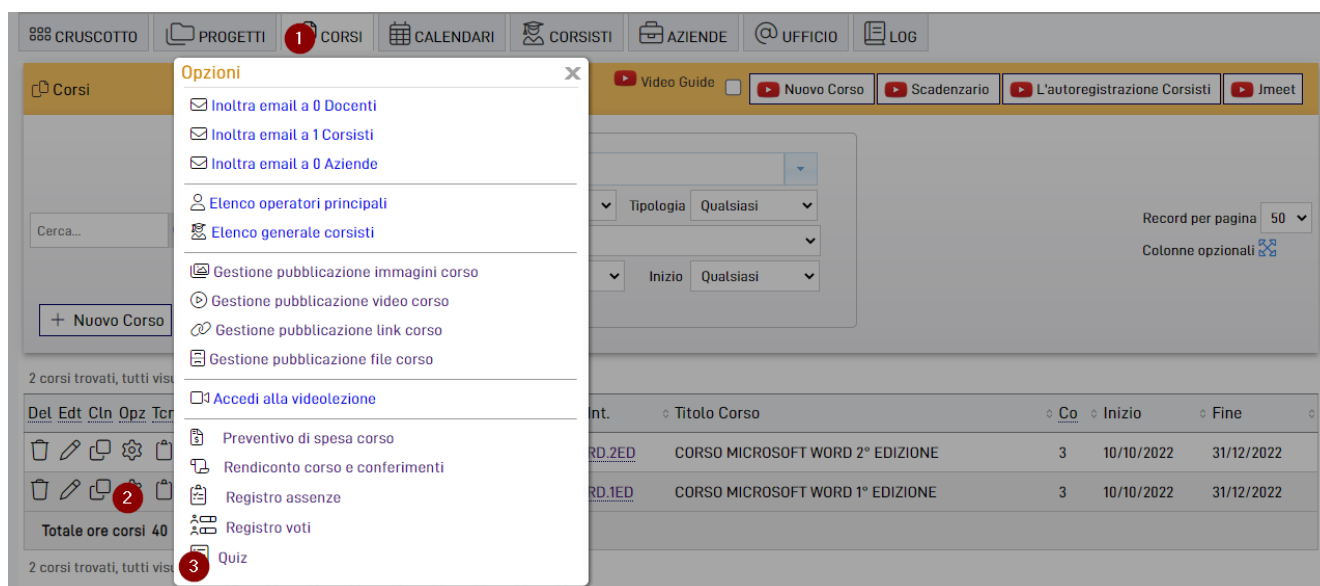 CRUSCOTTO PROGETTI 1 CORSI CALENDARI CORSISTI AZIENDE UFFICIO LOG
Corsi
Video Guide Nuovo Corso Scadenzario L'autoregistrazione Corsisti Jmeet
Opzioni
Inoltra email a 0 Docenti
Inoltra email a 1 Corsisti
Inoltra email a 0 Aziende
Elenco operatori principali
Elenco generale corsisti
Gestione pubblicazione immagini corso
Gestione pubblicazione video corso
Gestione pubblicazione link corso
Gestione pubblicazione file corso
Accedi alla videolezione
Preventivo di spesa corso
Rendiconto corso e conferimenti
Registro assenze
Registro voti
3 Quiz
Tipologia Qualsiasi
Cerca...
Record per pagina 50
Colonne opzionali
Inizio Qualsiasi
+ Nuovo Corso
2 corsi trovati, tutti
Del Edt Cln Opz Tcr Int. Titolo Corso Co Inizio Fine
RD.2ED CORSO MICROSOFT WORD 2° EDIZIONE 3 10/10/2022 31/12/2022
2 RD.1ED CORSO MICROSOFT WORD 1° EDIZIONE 3 10/10/2022 31/12/2022
Totale ore corsi 40
2 corsi trovati, tutti